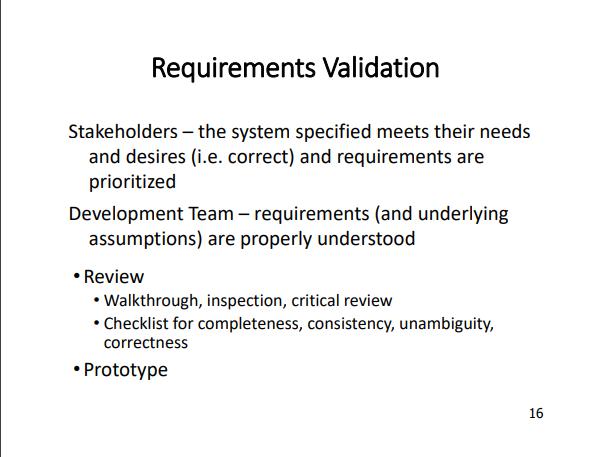 Requirements Validation
Stakeholders – the system specified meets their needs
and desires (i.e. correct) and requirements are
prioritized
Development Team – requirements (and underlying
assumptions) are properly understood
• Review
• Walkthrough, inspection, critical review
• Checklist for completeness, consistency, unambiguity,
correctness
• Prototype
16